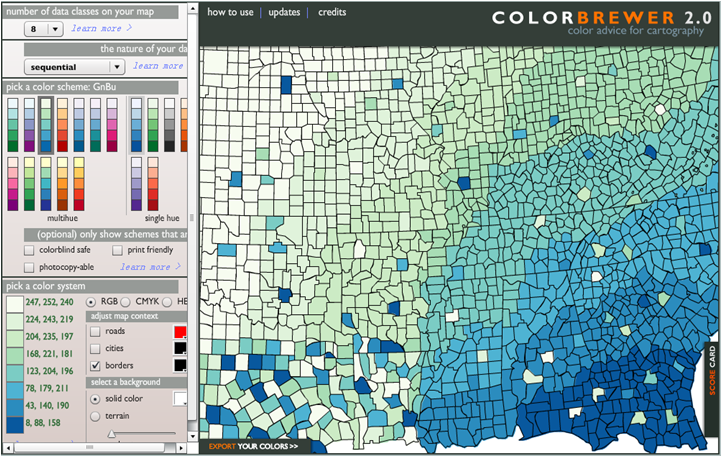 number of data classes on your map
8
learn more >
the nature of your da
sequential
learn more
pick a color scheme: GnBu
multihue
single hue
(optional) only show schemes that ar
colorblind safe
print friendly
photocopy-able
learn more >
pick a color system
247, 252, 240
224, 243, 219
204, 235, 197
168, 221, 181
123, 204, 196
78, 179, 211
43, 140, 190
8, 88, 158
RGB
CMYK
HE
adjust map context
roads
cities
borders
select a background
solid color
terrain
how to use | updates | credits
COLORBREWER 2.0
color advice for cartography
SCORE CARD
EXPORT YOUR COLORS >>